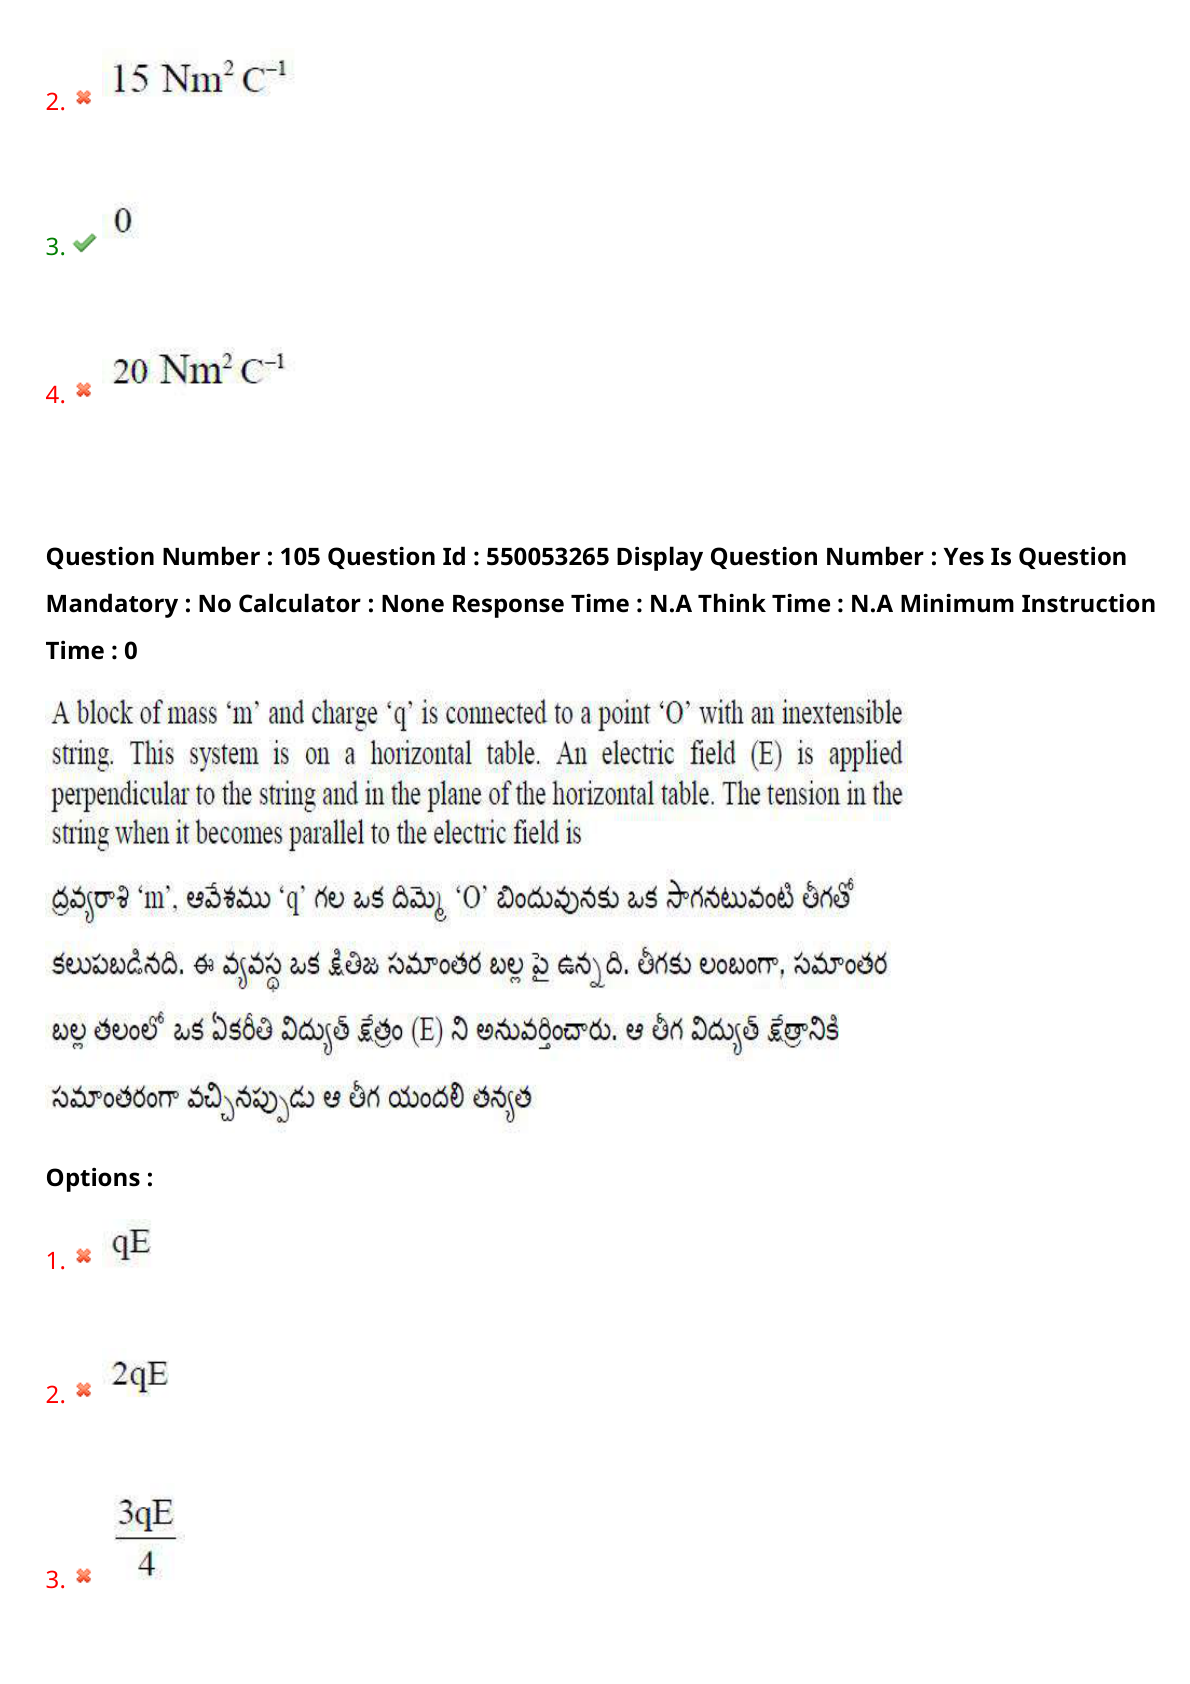 2. 15 Nm² C⁻¹
3. 0
4. 20 Nm² C⁻¹
Question Number : 105 Question Id : 550053265 Display Question Number : Yes Is Question
Mandatory : No Calculator : None Response Time : N.A Think Time : N.A Minimum Instruction
Time : 0
A block of mass ‘m’ and charge ‘q’ is connected to a point ‘O’ with an inextensible
string. This system is on a horizontal table. An electric field (E) is applied
perpendicular to the string and in the plane of the horizontal table. The tension in the
string when it becomes parallel to the electric field is
ద్రవ్యరాశి ‘m’, ఆవేశము ‘q’ గల ఒక దిమ్మె ‘O’ బిందువునకు ఒక సాగనటువంటి తీగతో
కలుపబడినది. ఈ వ్యవస్థ ఒక క్షితిజ సమాంతర బల్ల పై ఉన్నది. తీగకు లంబంగా, సమాంతర
బల్ల తలంలో ఒక ఏకరీతి విద్యుత్ క్షేత్రం (E) ని అనువర్తించారు. ఆ తీగ విద్యుత్ క్షేత్రానికి
సమాంతరంగా వచ్చినప్పుడు ఆ తీగ యందలి తన్యత
Options :
1. qE
2. 2qE
3. 3qE/4